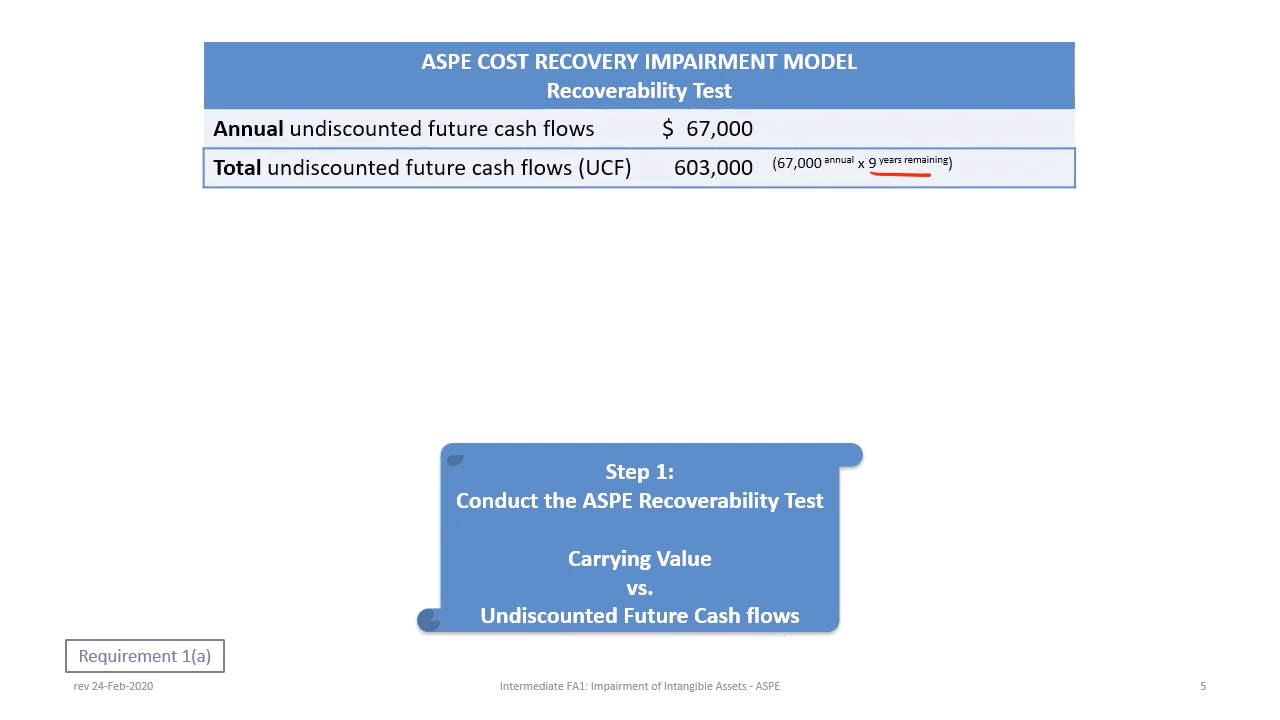 ASPE COST RECOVERY IMPAIRMENT MODEL
Recoverability Test
Annual undiscounted future cash flows $ 67,000
Total undiscounted future cash flows (UCF) 603,000 (67,000 annual x 9 years remaining)
Step 1:
Conduct the ASPE Recoverability Test
Carrying Value
vs.
Undiscounted Future Cash flows
Requirement 1(a)
rev 24-Feb-2020 Intermediate FA1: Impairment of Intangible Assets - ASPE 5